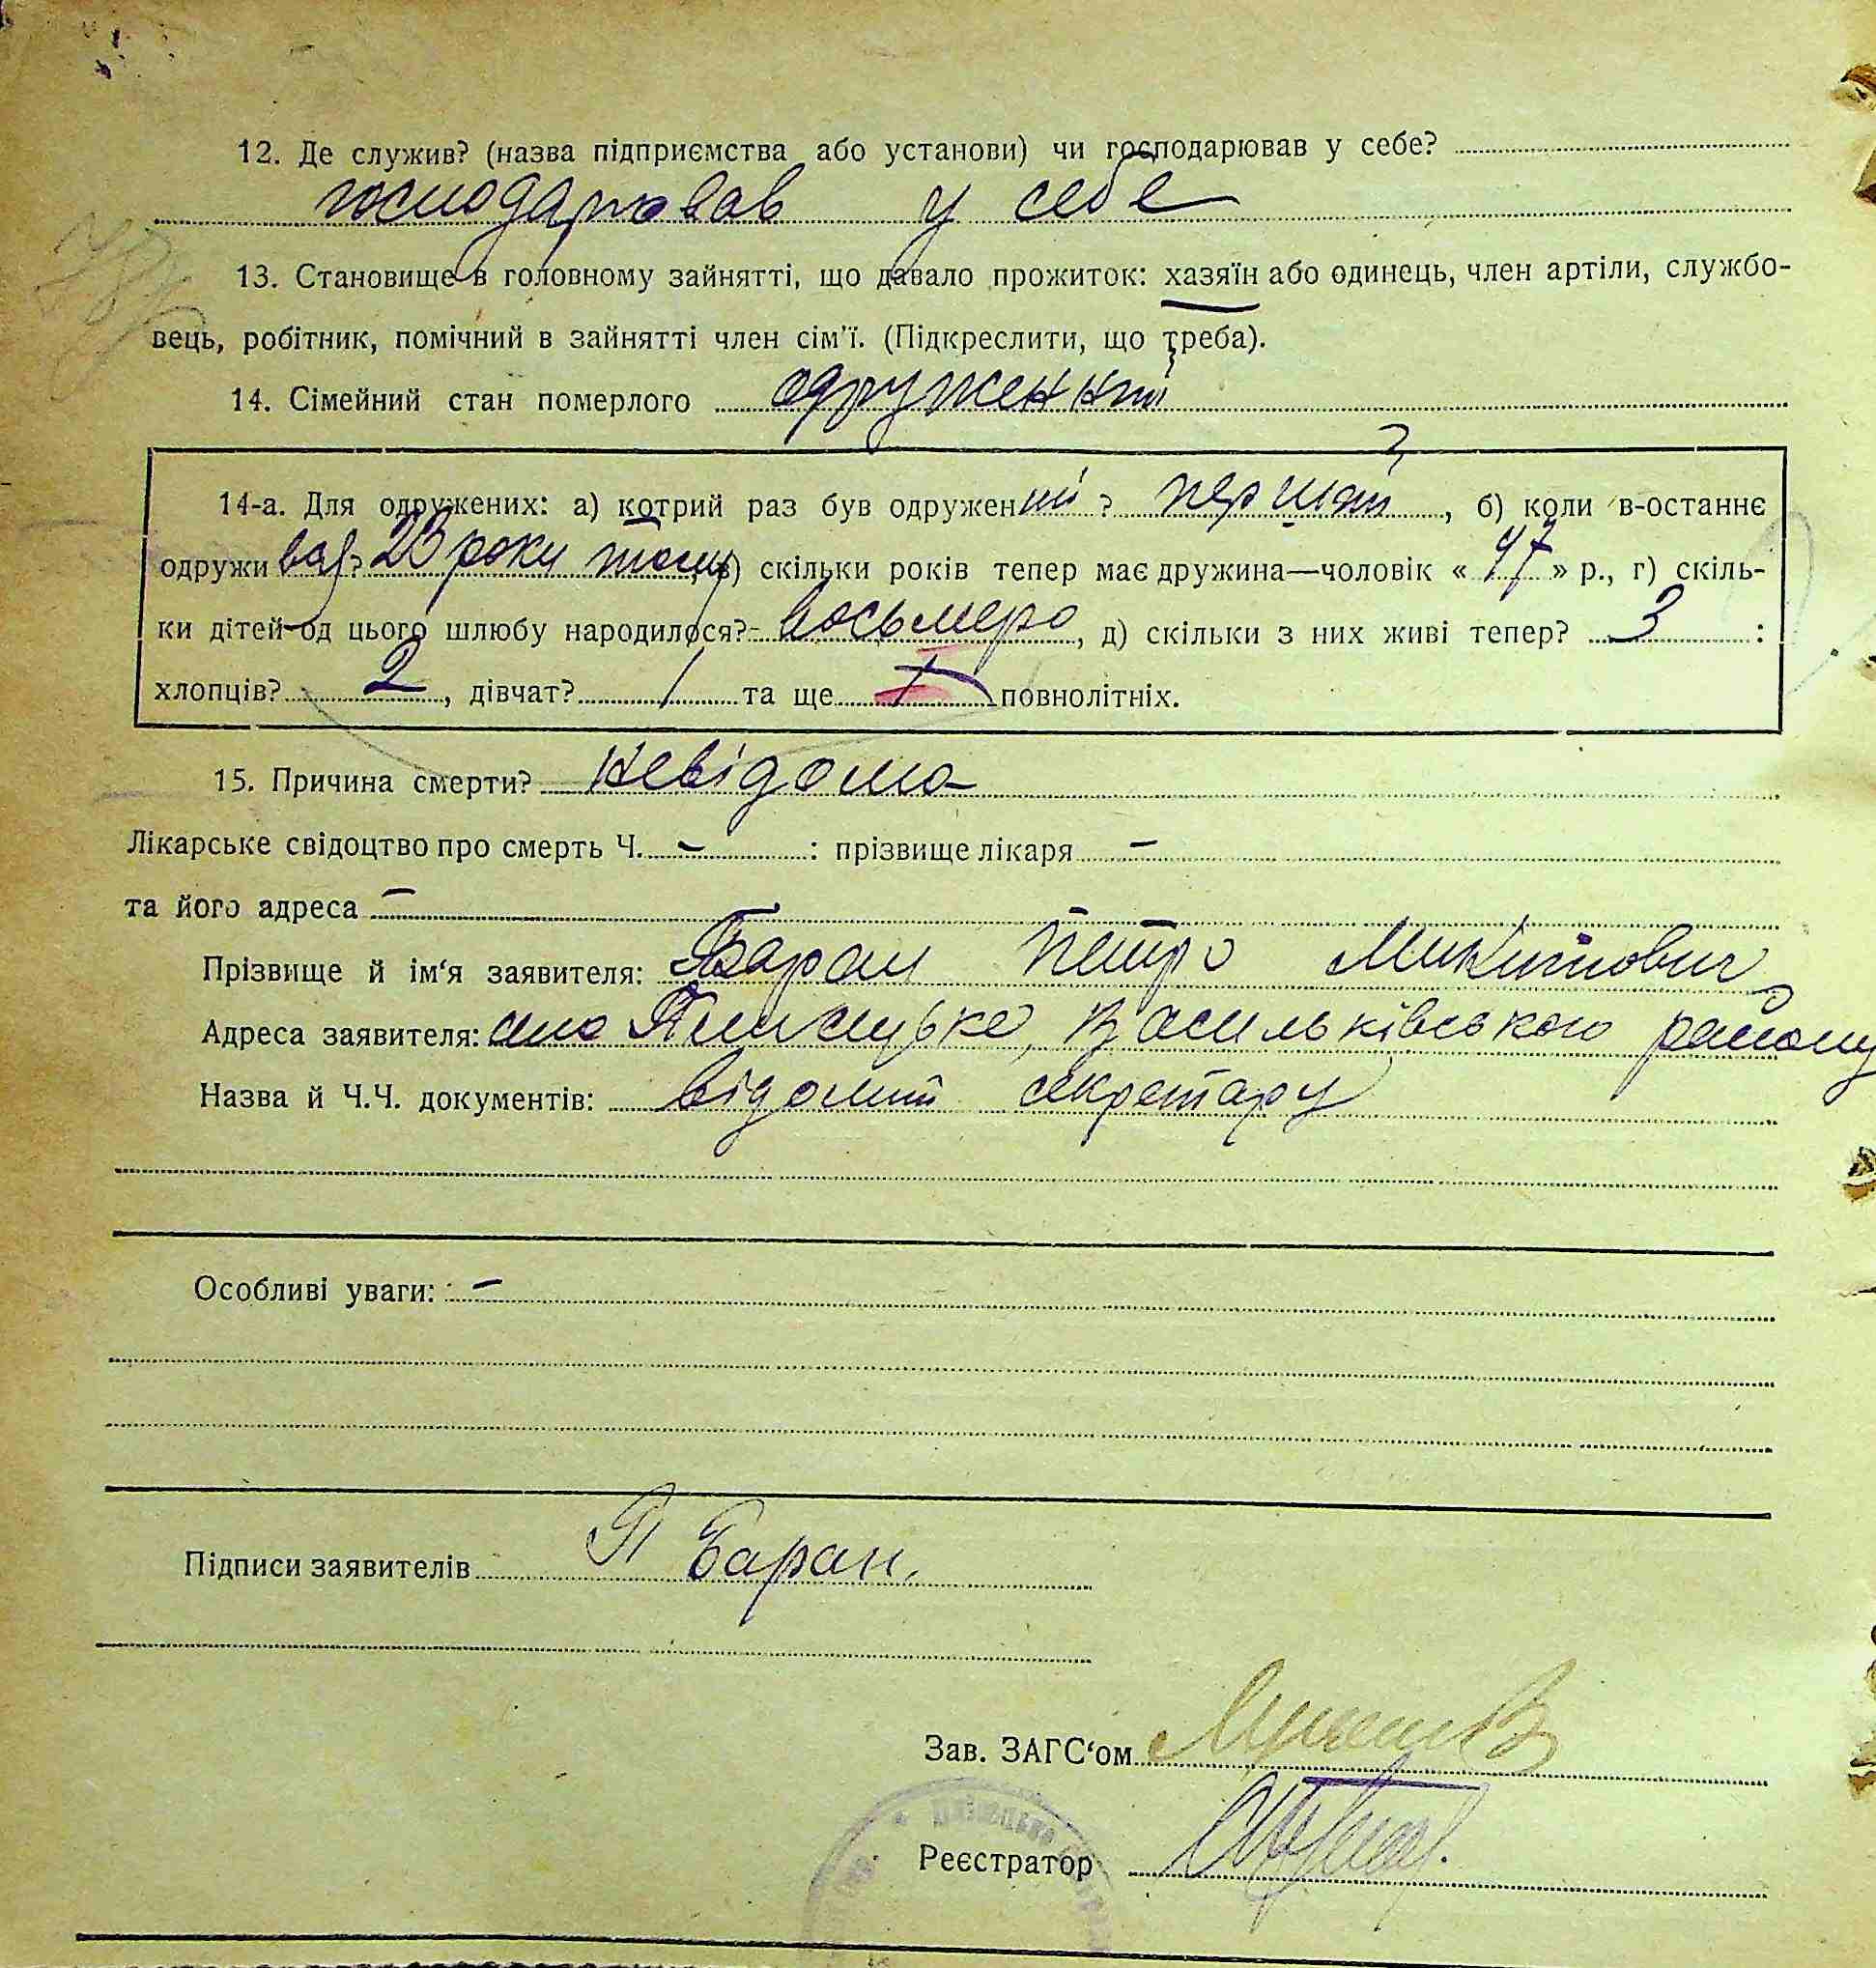 12. Де служив? (назва підприємства або установи) чи господарював у себе?
господарював у себе
13. Становище в головному зайнятті, що давало прожиток: хазяїн або одинець, член артіли, службо-
вець, робітник, помічний в зайнятті член сім'ї. (Підкреслити, що треба).
14. Сімейний стан померлого одружений
14-а. Для одружених: а) котрий раз був одружений? перший, б) коли в-останнє
одружи вавс? 23 роки тому, в) скільки років тепер має дружина—чоловік « 47 » р., г) скіль-
ки дітей од цього шлюбу народилося? восьмеро, д) скільки з них живі тепер? 3 :
хлопців? 2, дівчат? 1 та ще повнолітніх.
15. Причина смерти? невідома
Лікарське свідоцтво про смерть Ч. – : прізвище лікаря –
та його адреса –
Прізвище й ім'я заявителя: Баран Петро Микитович
Адреса заявителя: Васильківського району
Назва й Ч.Ч. документів: відомий секретару
Особливі уваги: –
Підписи заявителів П Баран.
Зав. ЗАГС'ом
Реєстратор